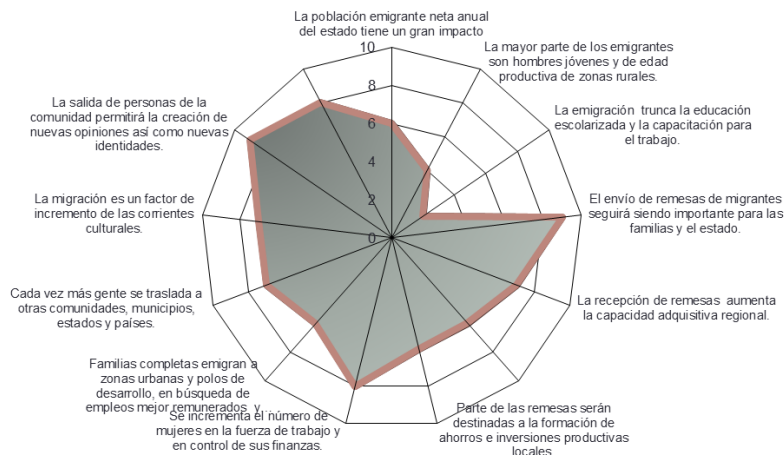 La población emigrante neta anual
del estado tiene un gran impacto
10
8
6
4
2
0
La mayor parte de los emigrantes
son hombres jóvenes y de edad
productiva de zonas rurales.
La emigración trunca la educación
escolarizada y la capacitación para
el trabajo.
El envío de remesas de migrantes
seguirá siendo importante para las
familias y el estado.
La recepción de remesas aumenta
la capacidad adquisitiva regional.
Parte de las remesas serán
destinadas a la formación de
ahorros e inversiones productivas
locales
Se incrementa el número de
mujeres en la fuerza de trabajo y
en control de sus finanzas.
Familias completas emigran a
zonas urbanas y polos de
desarrollo, en búsqueda de
empleos mejor remunerados y
Cada vez más gente se traslada a
otras comunidades, municipios,
estados y países.
La migración es un factor de
incremento de las corrientes
culturales.
La salida de personas de la
comunidad permitirá la creación de
nuevas opiniones así como nuevas
identidades.